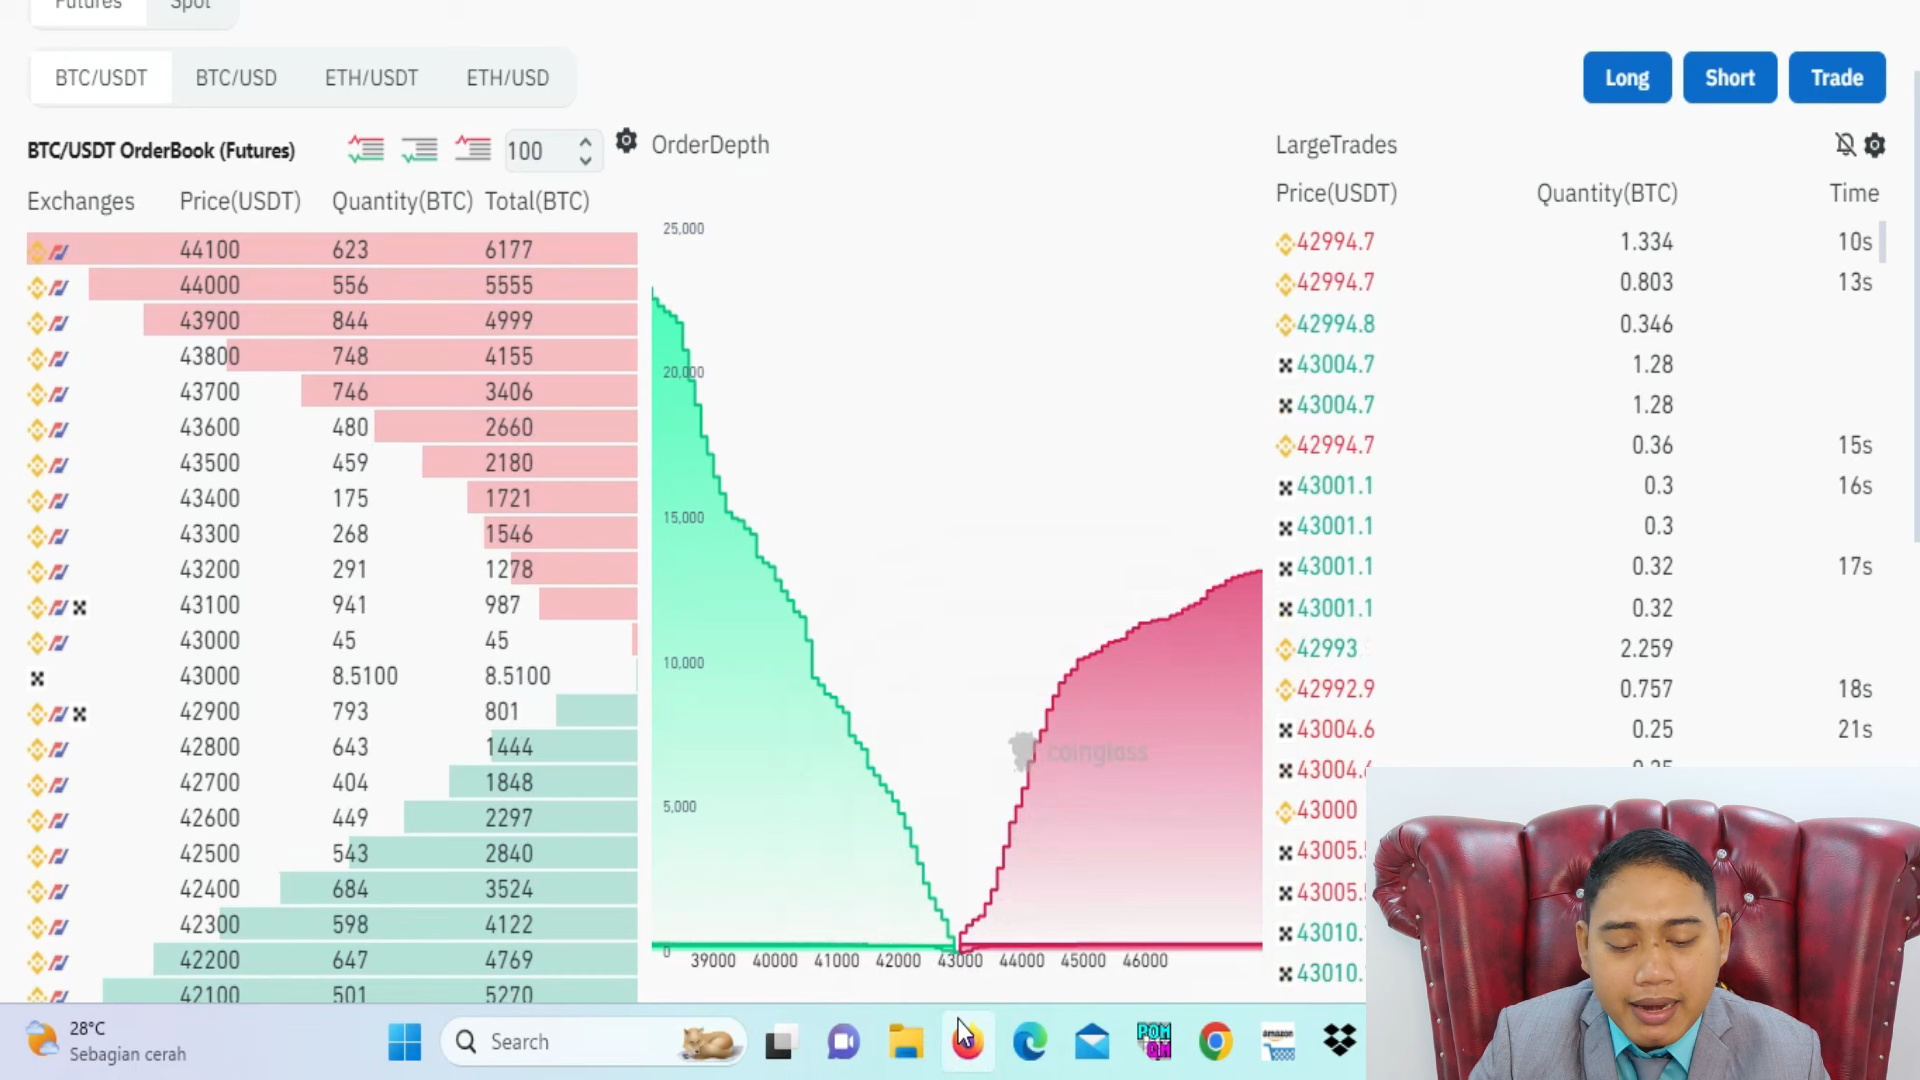 Futures Spot
BTC/USDT BTC/USD ETH/USDT ETH/USD
Long Short Trade
BTC/USDT OrderBook (Futures) 100
Exchanges Price(USDT) Quantity(BTC) Total(BTC)
44100 623 6177
44000 556 5555
43900 844 4999
43800 748 4155
43700 746 3406
43600 480 2660
43500 459 2180
43400 175 1721
43300 268 1546
43200 291 1278
43100 941 987
43000 45 45
43000 8.5100 8.5100
42900 793 801
42800 643 1444
42700 404 1848
42600 449 2297
42500 543 2840
42400 684 3524
42300 598 4122
42200 647 4769
42100 501 5270
OrderDepth
25,000
20,000
15,000
10,000
5,000
0
39000 40000 41000 42000 43000 44000 45000 46000
coinglass
LargeTrades
Price(USDT) Quantity(BTC) Time
42994.7 1.334 10s
42994.7 0.803 13s
42994.8 0.346
43004.7 1.28
43004.7 1.28
42994.7 0.36 15s
43001.1 0.3 16s
43001.1 0.3
43001.1 0.32 17s
43001.1 0.32
42993 2.259
42992.9 0.757 18s
43004.6 0.25 21s
43000
28°C
Sebagian cerah
Search
POM
QM
amazon